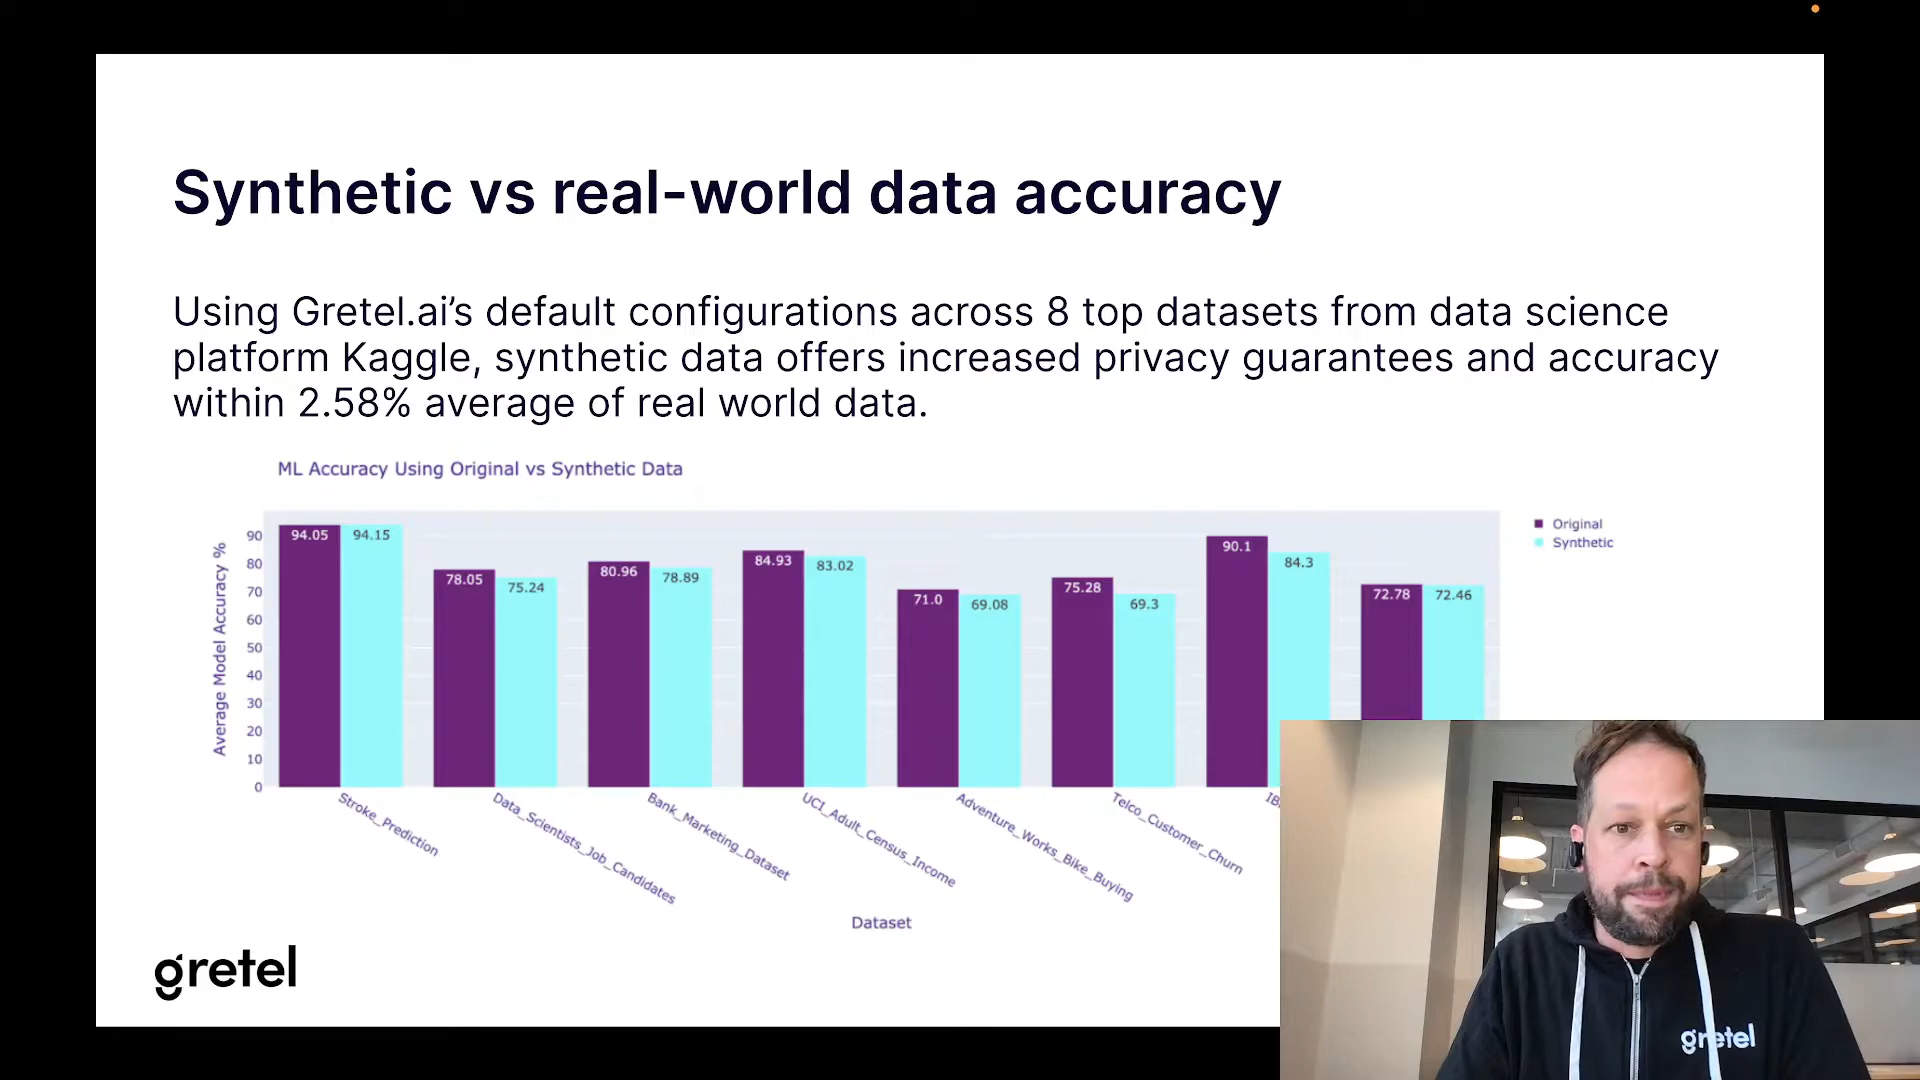 Synthetic vs real-world data accuracy
Using Gretel.ai's default configurations across 8 top datasets from data science
platform Kaggle, synthetic data offers increased privacy guarantees and accuracy
within 2.58% average of real world data.
ML Accuracy Using Original vs Synthetic Data
Original
Synthetic
Average Model Accuracy %
90
80
70
60
50
40
30
20
10
0
94.05 94.15
78.05 75.24
80.96 78.89
84.93 83.02
71.0 69.08
75.28 69.3
90.1 84.3
72.78 72.46
Stroke_Prediction
Data_Scientists_Job_Candidates
Bank_Marketing_Dataset
UCI_Adult_Census_Income
Adventure_Works_Bike_Buying
Telco_Customer_Churn
Dataset
gretel
gretel